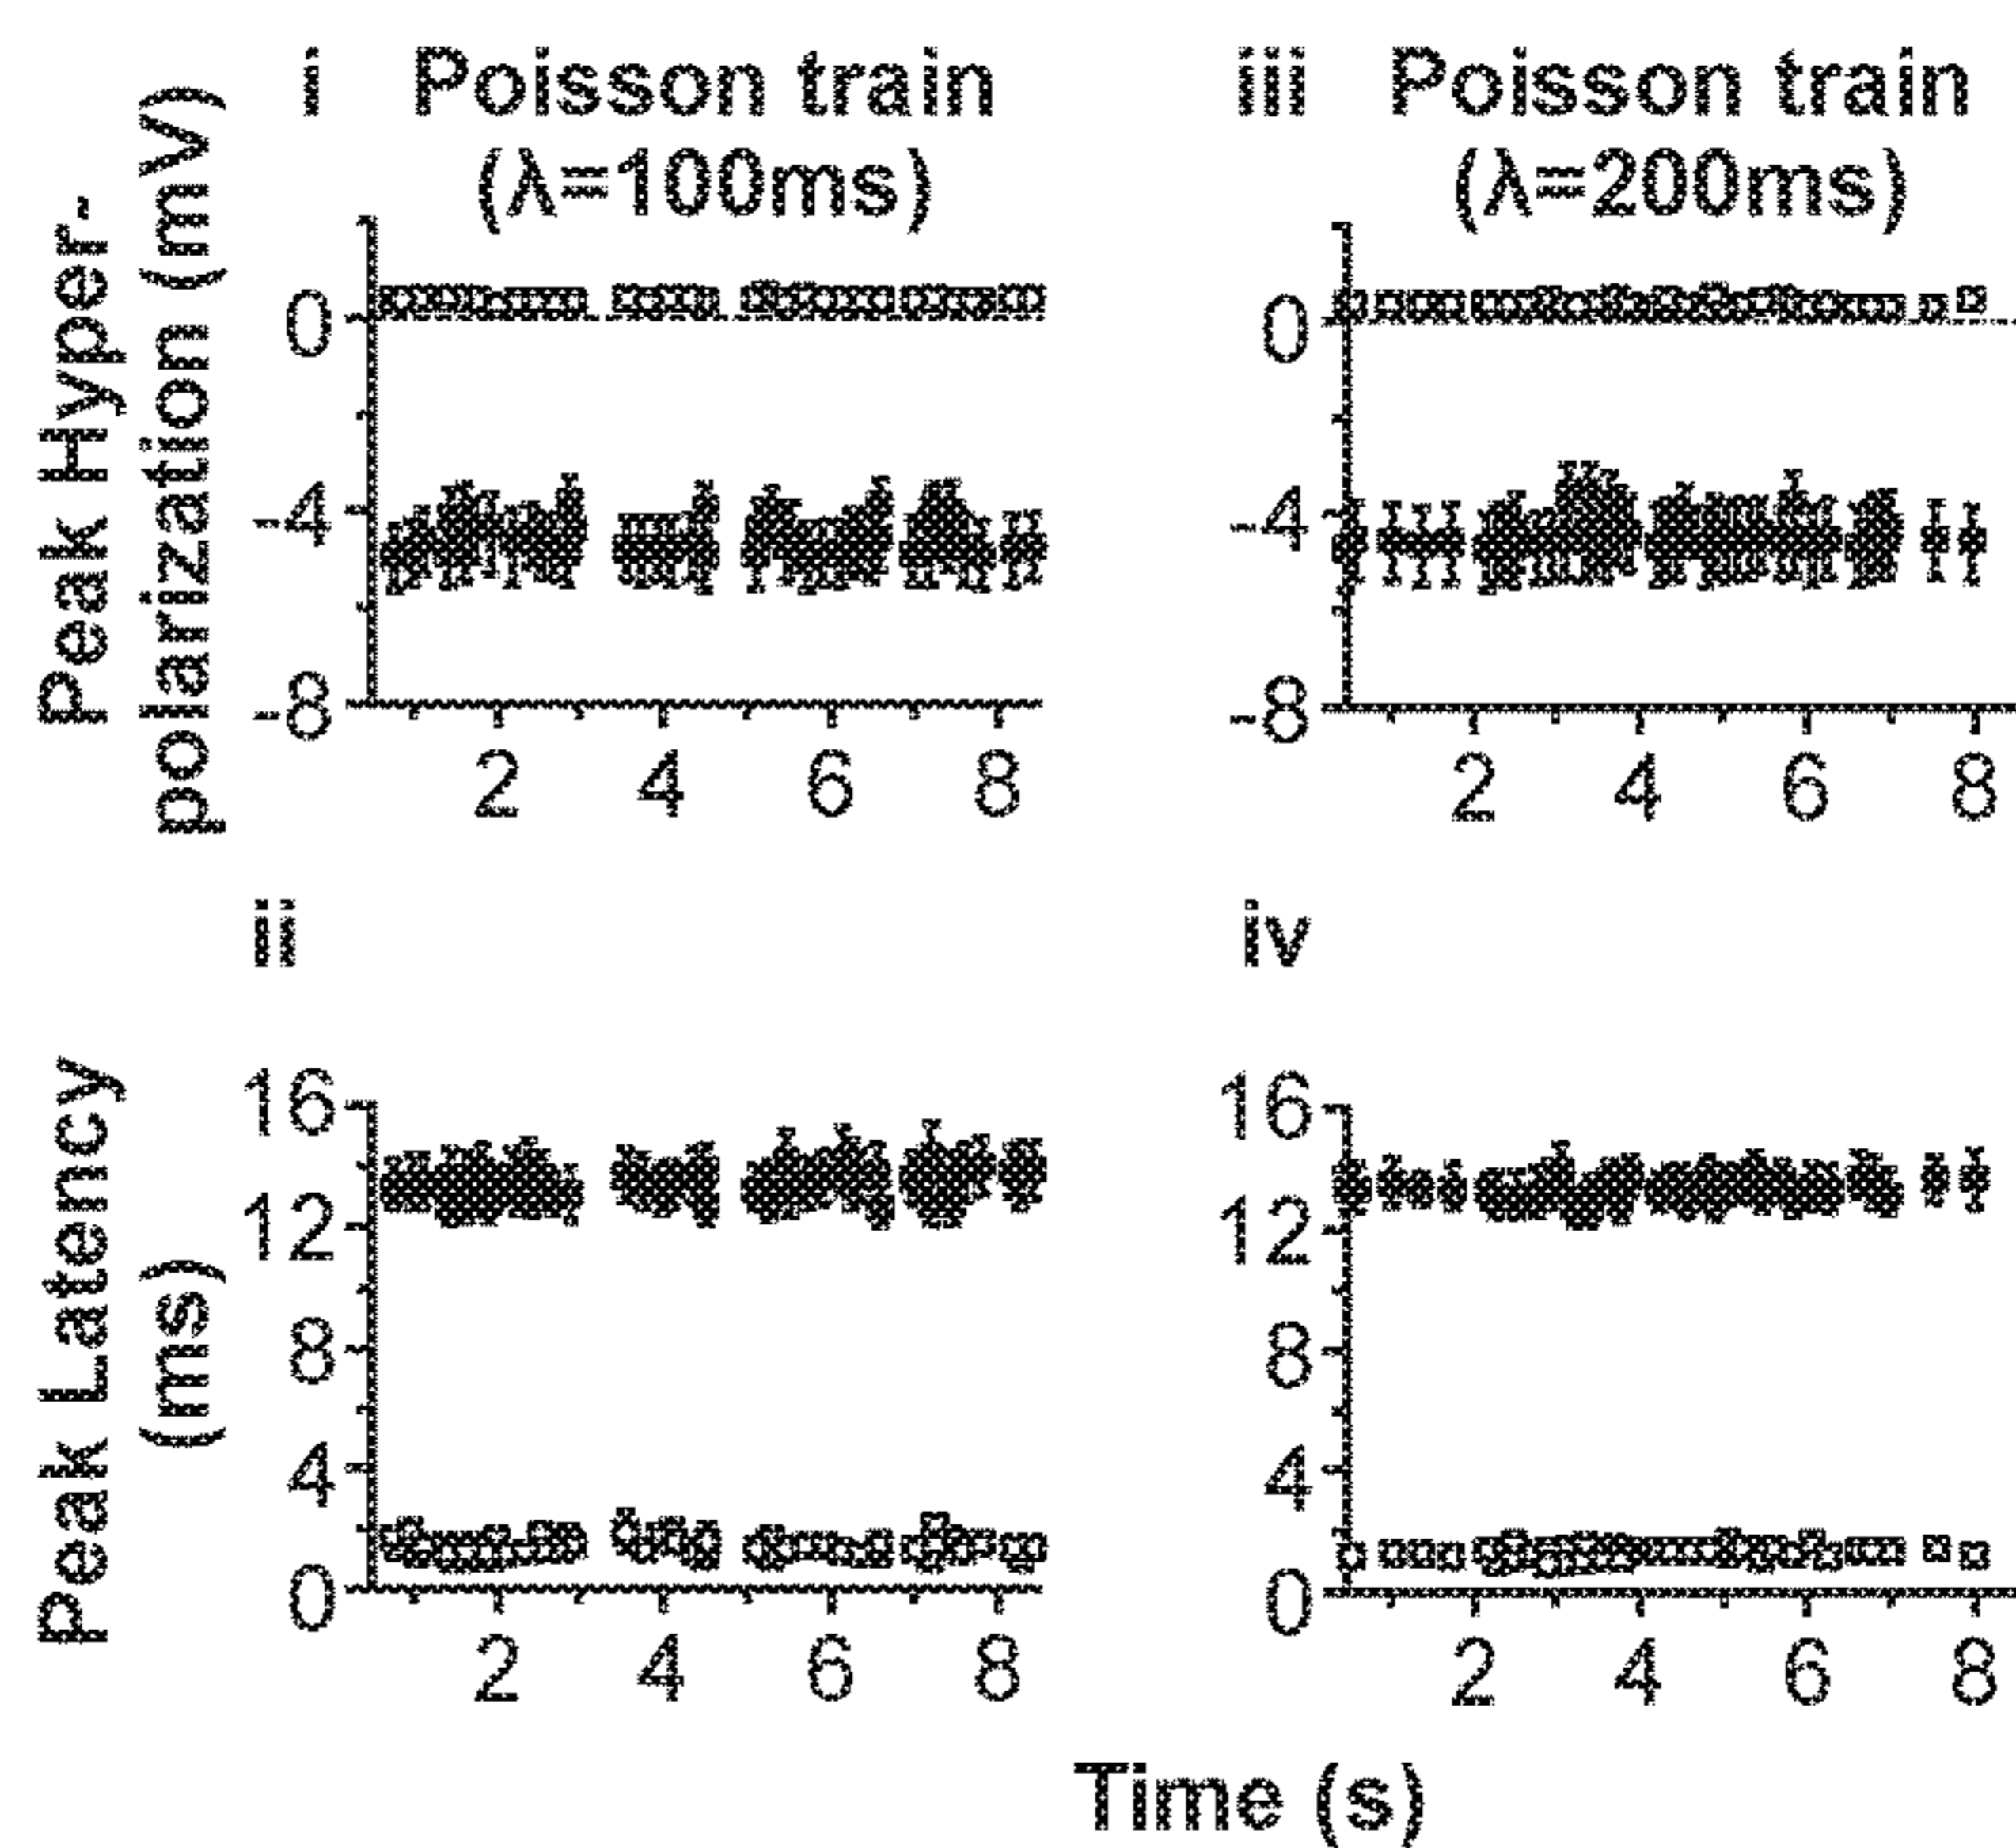 Peak Hyper-
polarization (mV)
i Poisson train
(λ=100ms)
0
-4
-8
2 4 6 8
iii Poisson train
(λ=200ms)
0
-4
-8
2 4 6 8
Peak Latency
(ms)
ii
16
12
8
4
0
2 4 6 8
iv
16
12
8
4
0
2 4 6 8
Time (s)